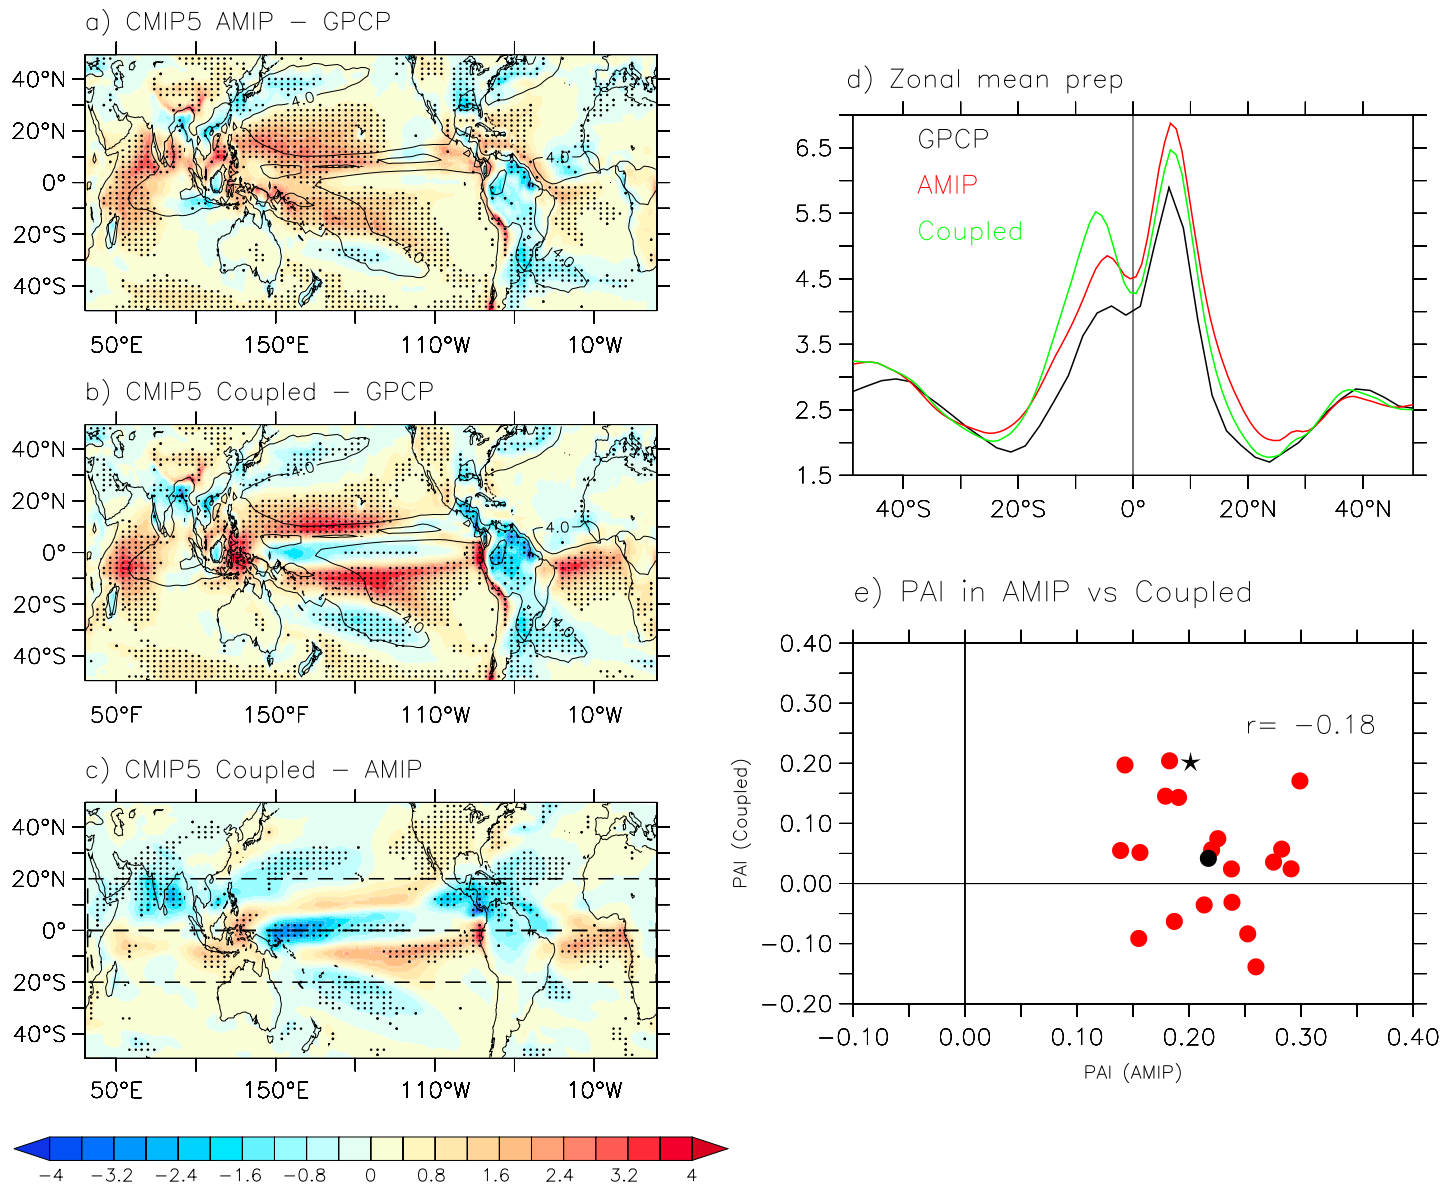 a) CMIP5 AMIP − GPCP
40°N
20°N
0°
20°S
40°S
4.0
4.0
4.0
4.0
50°E 150°E 110°W 10°W
b) CMIP5 Coupled − GPCP
40°N
20°N
0°
20°S
40°S
4.0
4.0
4.0
4.0
50°E 150°E 110°W 10°W
c) CMIP5 Coupled − AMIP
40°N
20°N
0°
20°S
40°S
50°E 150°E 110°W 10°W
−4 −3.2 −2.4 −1.6 −0.8 0 0.8 1.6 2.4 3.2 4
d) Zonal mean prep
GPCP
AMIP
Coupled
6.5
5.5
4.5
3.5
2.5
1.5
40°S 20°S 0° 20°N 40°N
e) PAI in AMIP vs Coupled
r= −0.18
PAI (Coupled)
0.40
0.30
0.20
0.10
0.00
−0.10
−0.20
−0.10 0.00 0.10 0.20 0.30 0.40
PAI (AMIP)